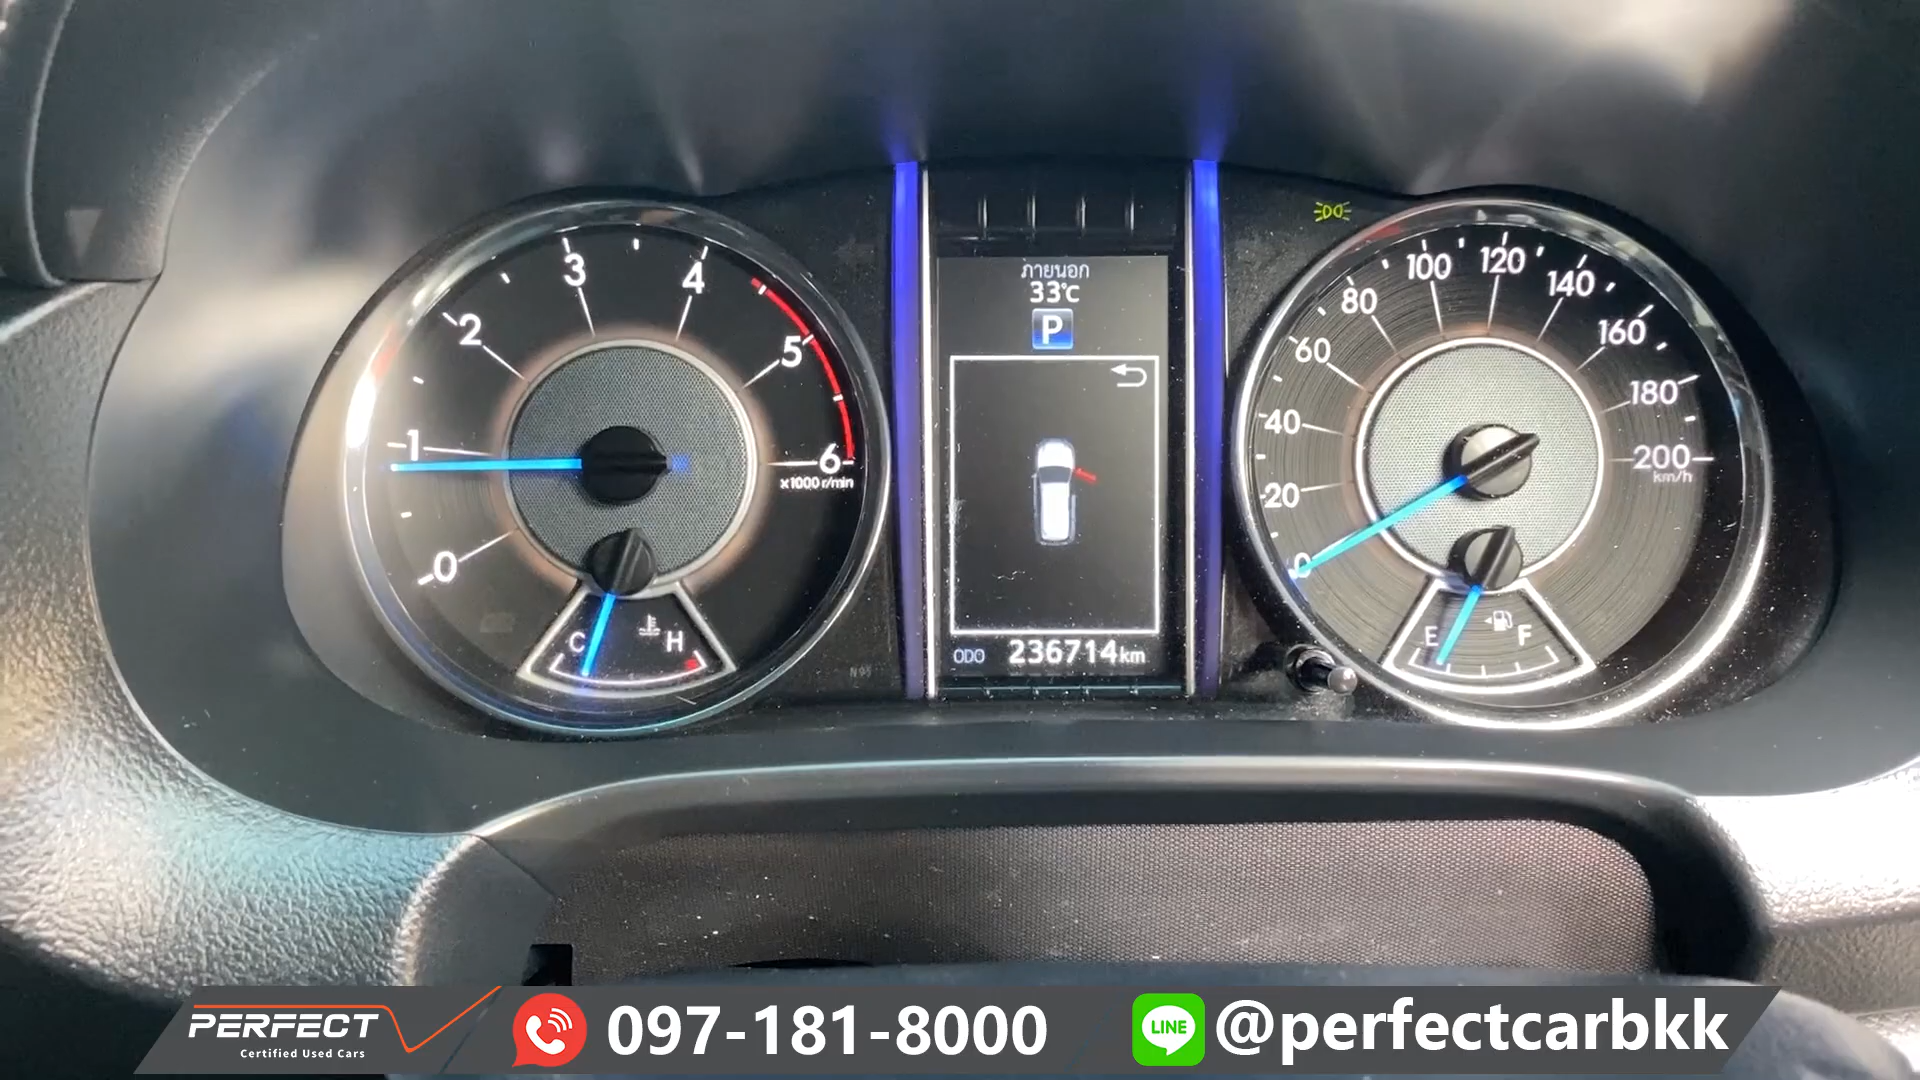 ภายนอก
33℃
P
ODO 236714km
0
1
2
3
4
5
6
x1000 r/min
C H
0
20
40
60
80
100
120
140
160
180
200
km/h
E F
PERFECT
Certified Used Cars
097-181-8000
LINE
@perfectcarbkk